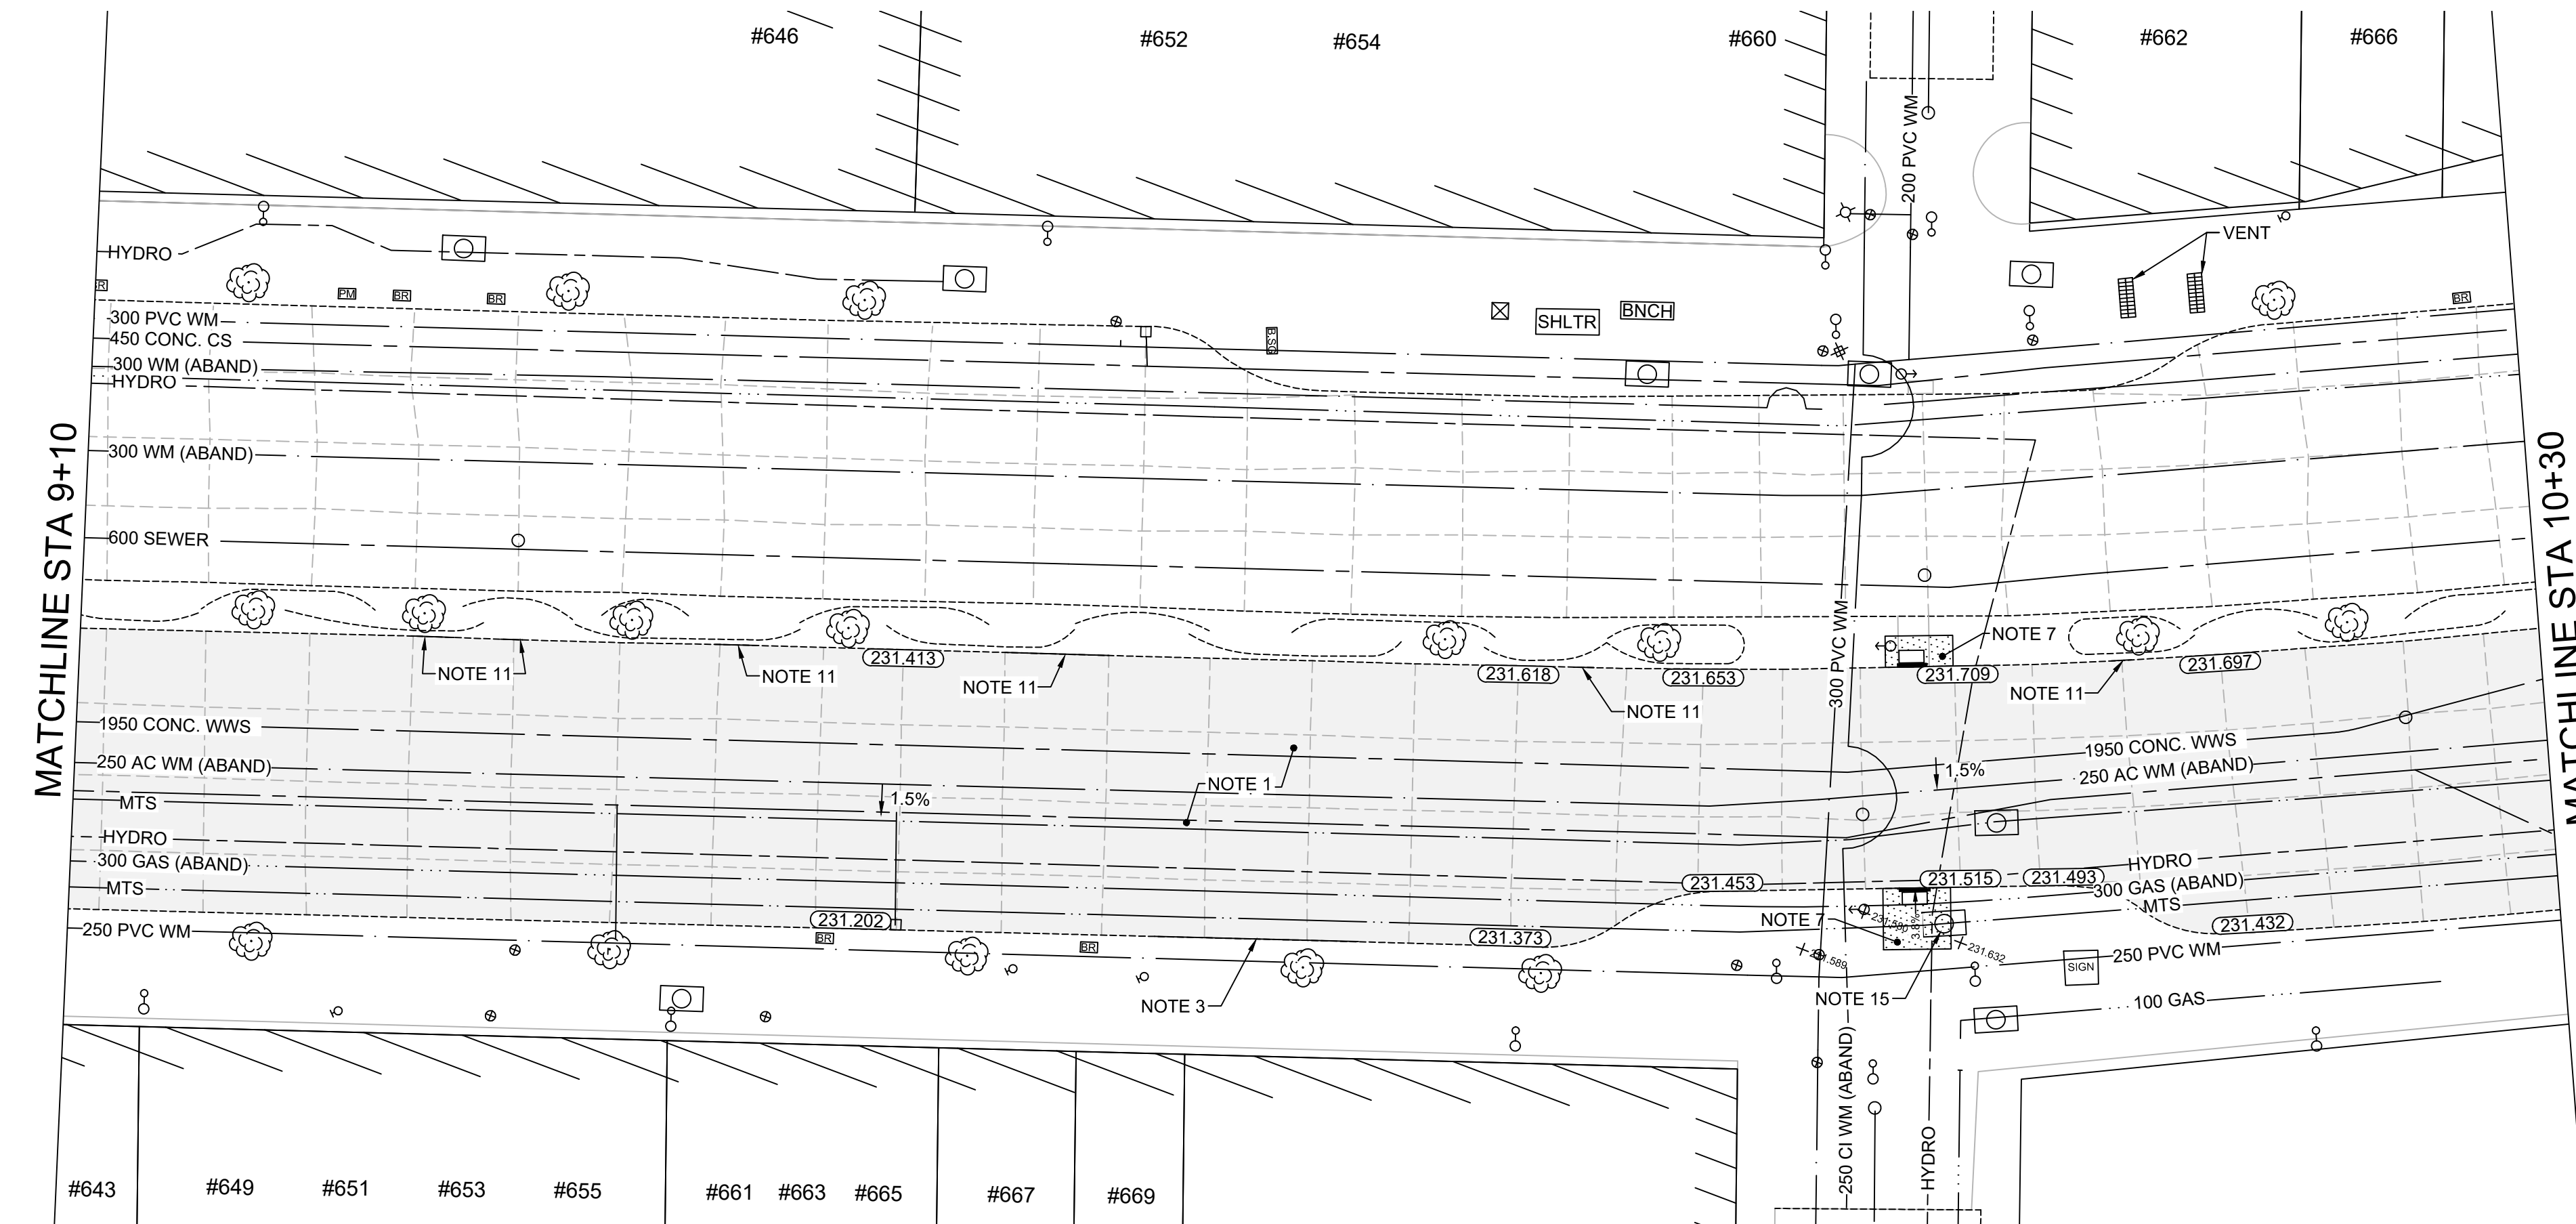 #646
#652
#654
#660
#662
#666
200 PVC WM
HYDRO
VENT
PM
BR
BR
BR
SHLTR
BNCH
300 PVC WM
450 CONC. CS
300 WM (ABAND)
HYDRO
300 WM (ABAND)
600 SEWER
MATCHLINE STA 9+10
MATCHLINE STA 10+30
300 PVC WM
NOTE 7
231.413
231.618
231.653
231.709
231.697
NOTE 11
NOTE 11
NOTE 11
NOTE 11
NOTE 11
1950 CONC. WWS
1950 CONC. WWS
250 AC WM (ABAND)
250 AC WM (ABAND)
NOTE 1
1.5%
1.5%
MTS
HYDRO
HYDRO
300 GAS (ABAND)
300 GAS (ABAND)
MTS
MTS
231.453
231.515
231.493
231.202
231.373
231.432
NOTE 7
250 PVC WM
250 PVC WM
BR
BR
231.589
231.632
SIGN
NOTE 3
NOTE 15
100 GAS
250 CI WM (ABAND)
HYDRO
#643
#649
#651
#653
#655
#661
#663
#665
#667
#669